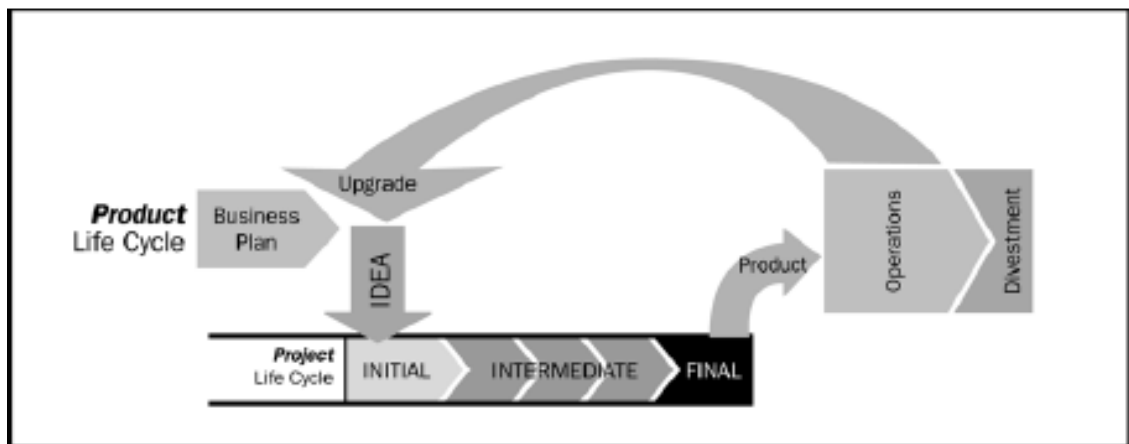 Upgrade
Product
Life Cycle
Business
Plan
IDEA
Product
Operations
Divestment
Project
Life Cycle
INITIAL
INTERMEDIATE
FINAL